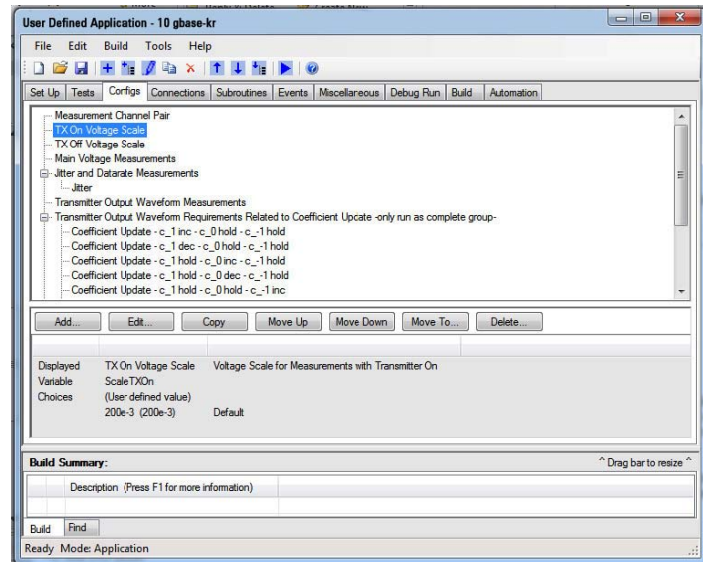 User Defined Application - 10 gbase-kr
File Edit Build Tools Help
Set Up Tests Configs Connections Subroutines Events Miscellaneous Debug Run Build Automation
Measurement Channel Pair
TX On Voltage Scale
TX Off Voltage Scale
Main Voltage Measurements
Jitter and Datarate Measurements
Jitter
Transmitter Output Waveform Measurements
Transmitter Output Waveform Requirements Related to Coefficient Upcate -only run as complete group-
Coefficient Update - c_1 inc - c_0 hold - c_-1 hold
Coefficient Update - c_1 dec - c_0 hold - c_-1 hold
Coefficient Update - c_1 hold - c_0 inc - c_-1 hold
Coefficient Update - c_1 hold - c_0 dec - c_-1 hold
Coefficient Update - c_1 hold - c_0 hold - c_-1 inc
Add... Edit... Copy Move Up Move Down Move To... Delete...
Displayed TX On Voltage Scale Voltage Scale for Measurements with Transmitter On
Variable ScaleTXOn
Choices (User defined value)
200e-3 (200e-3) Default
Build Summary: ^ Drag bar to resize ^
Description (Press F1 for more information)
Build Find
Ready Mode: Application